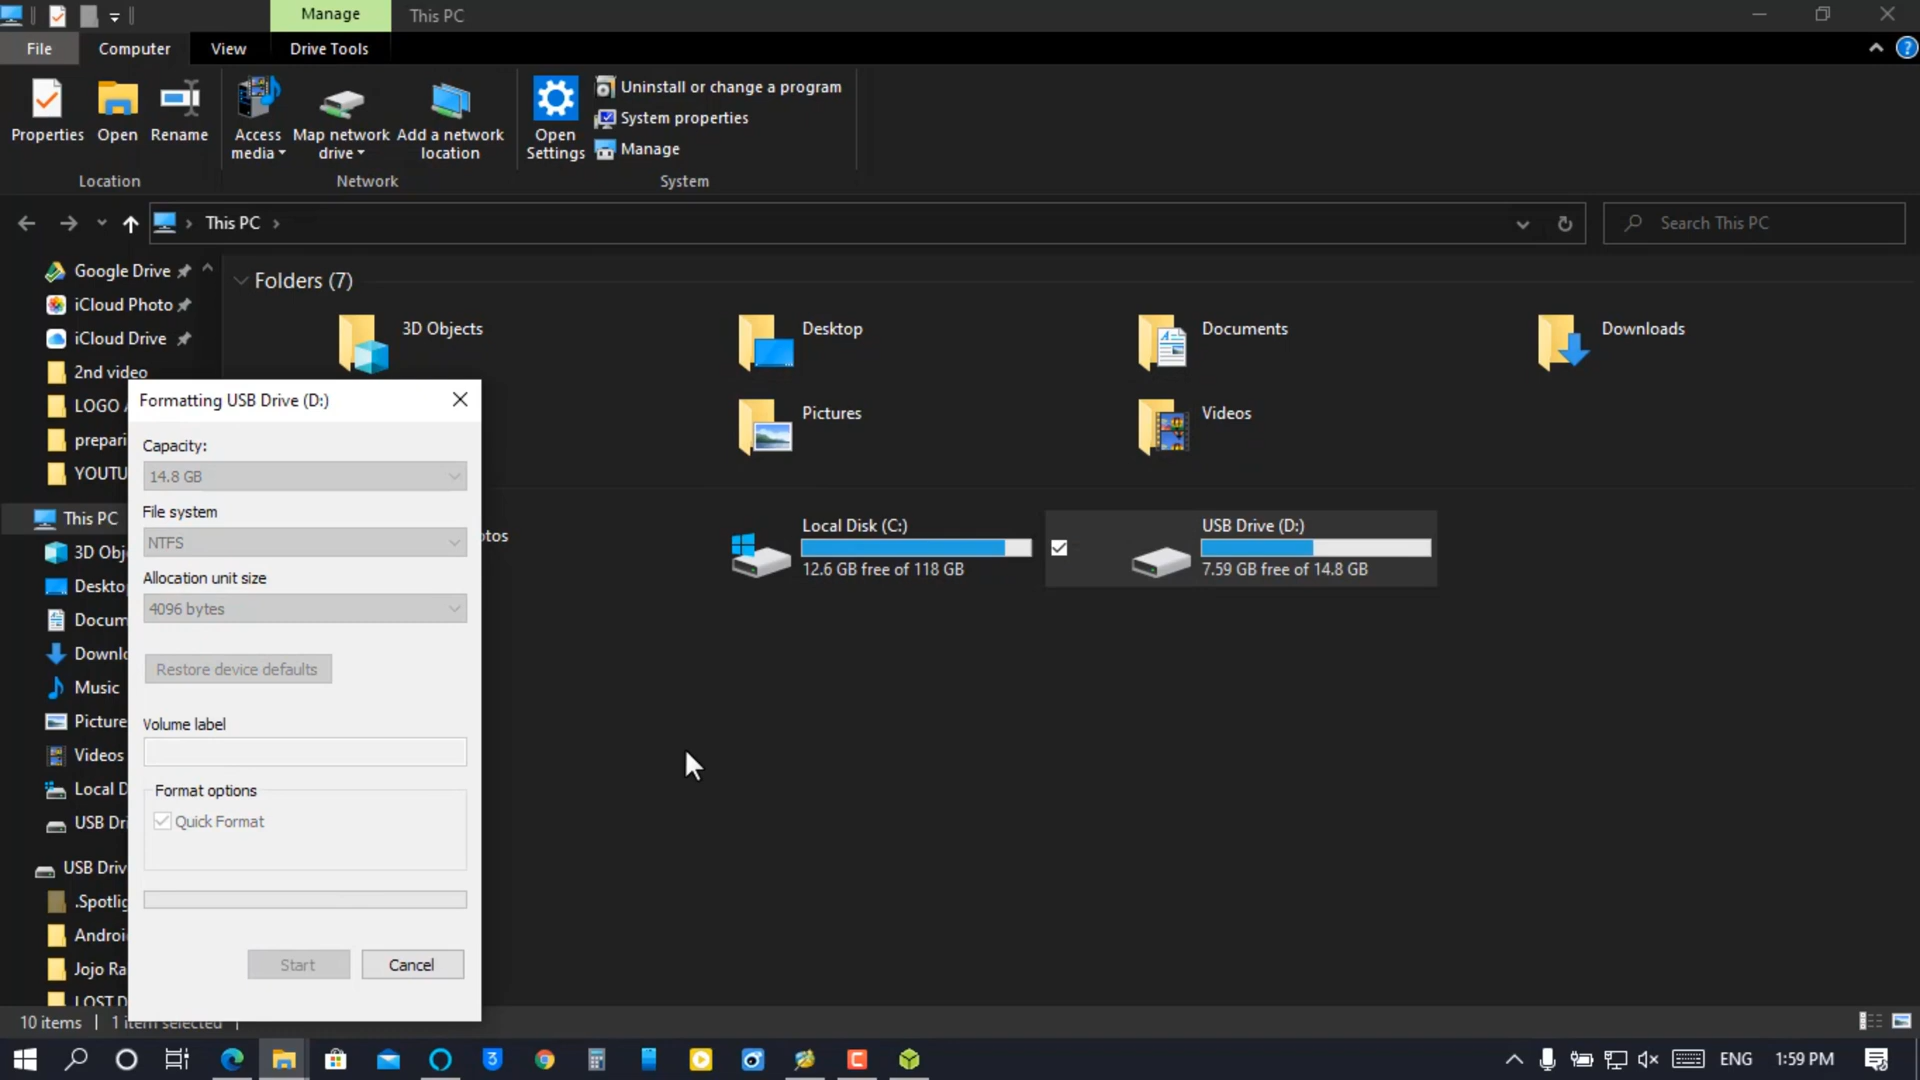 Manage
This PC
File
Computer
View
Drive Tools
Properties
Open
Rename
Access media
Map network drive
Add a network location
Open Settings
Uninstall or change a program
System properties
Manage
Location
Network
System
This PC
Search This PC
Google Drive
iCloud Photo
iCloud Drive
2nd video
LOGO
prepari
YOUTU
This PC
3D Obj
Deskto
Docum
Downlo
Music
Picture
Videos
Local D
USB Dri
USB Driv
.Spotlig
Androi
Jojo Ra
LOST D
Folders (7)
3D Objects
Desktop
Documents
Downloads
Pictures
Videos
otos
Local Disk (C:)
12.6 GB free of 118 GB
USB Drive (D:)
7.59 GB free of 14.8 GB
Formatting USB Drive (D:)
Capacity:
14.8 GB
File system
NTFS
Allocation unit size
4096 bytes
Restore device defaults
Volume label
Format options
Quick Format
Start
Cancel
10 items
1 item selected
ENG
1:59 PM